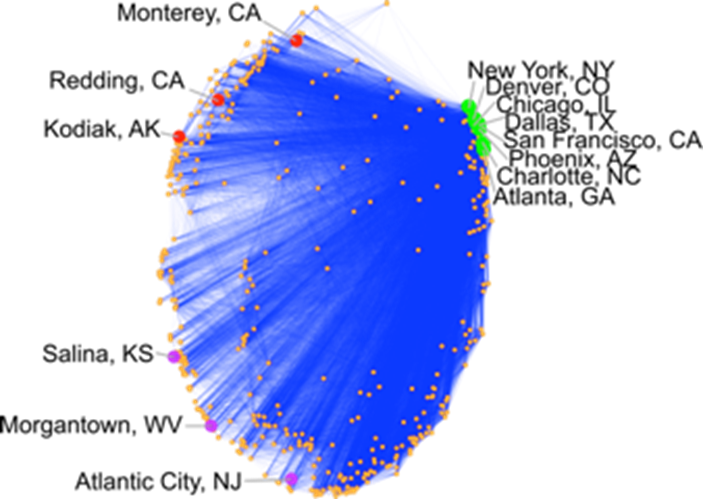 Monterey, CA
Redding, CA
Kodiak, AK
New York, NY
Denver, CO
Chicago, IL
Dallas, TX
San Francisco, CA
Phoenix, AZ
Charlotte, NC
Atlanta, GA
Salina, KS
Morgantown, WV
Atlantic City, NJ